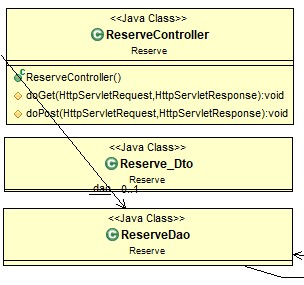 <<Java Class>>
ReserveController
Reserve
ReserveController()
doGet(HttpServletRequest,HttpServletResponse):void
doPost(HttpServletRequest,HttpServletResponse):void
<<Java Class>>
Reserve_Dto
Reserve
dao 0..1
<<Java Class>>
ReserveDao
Reserve